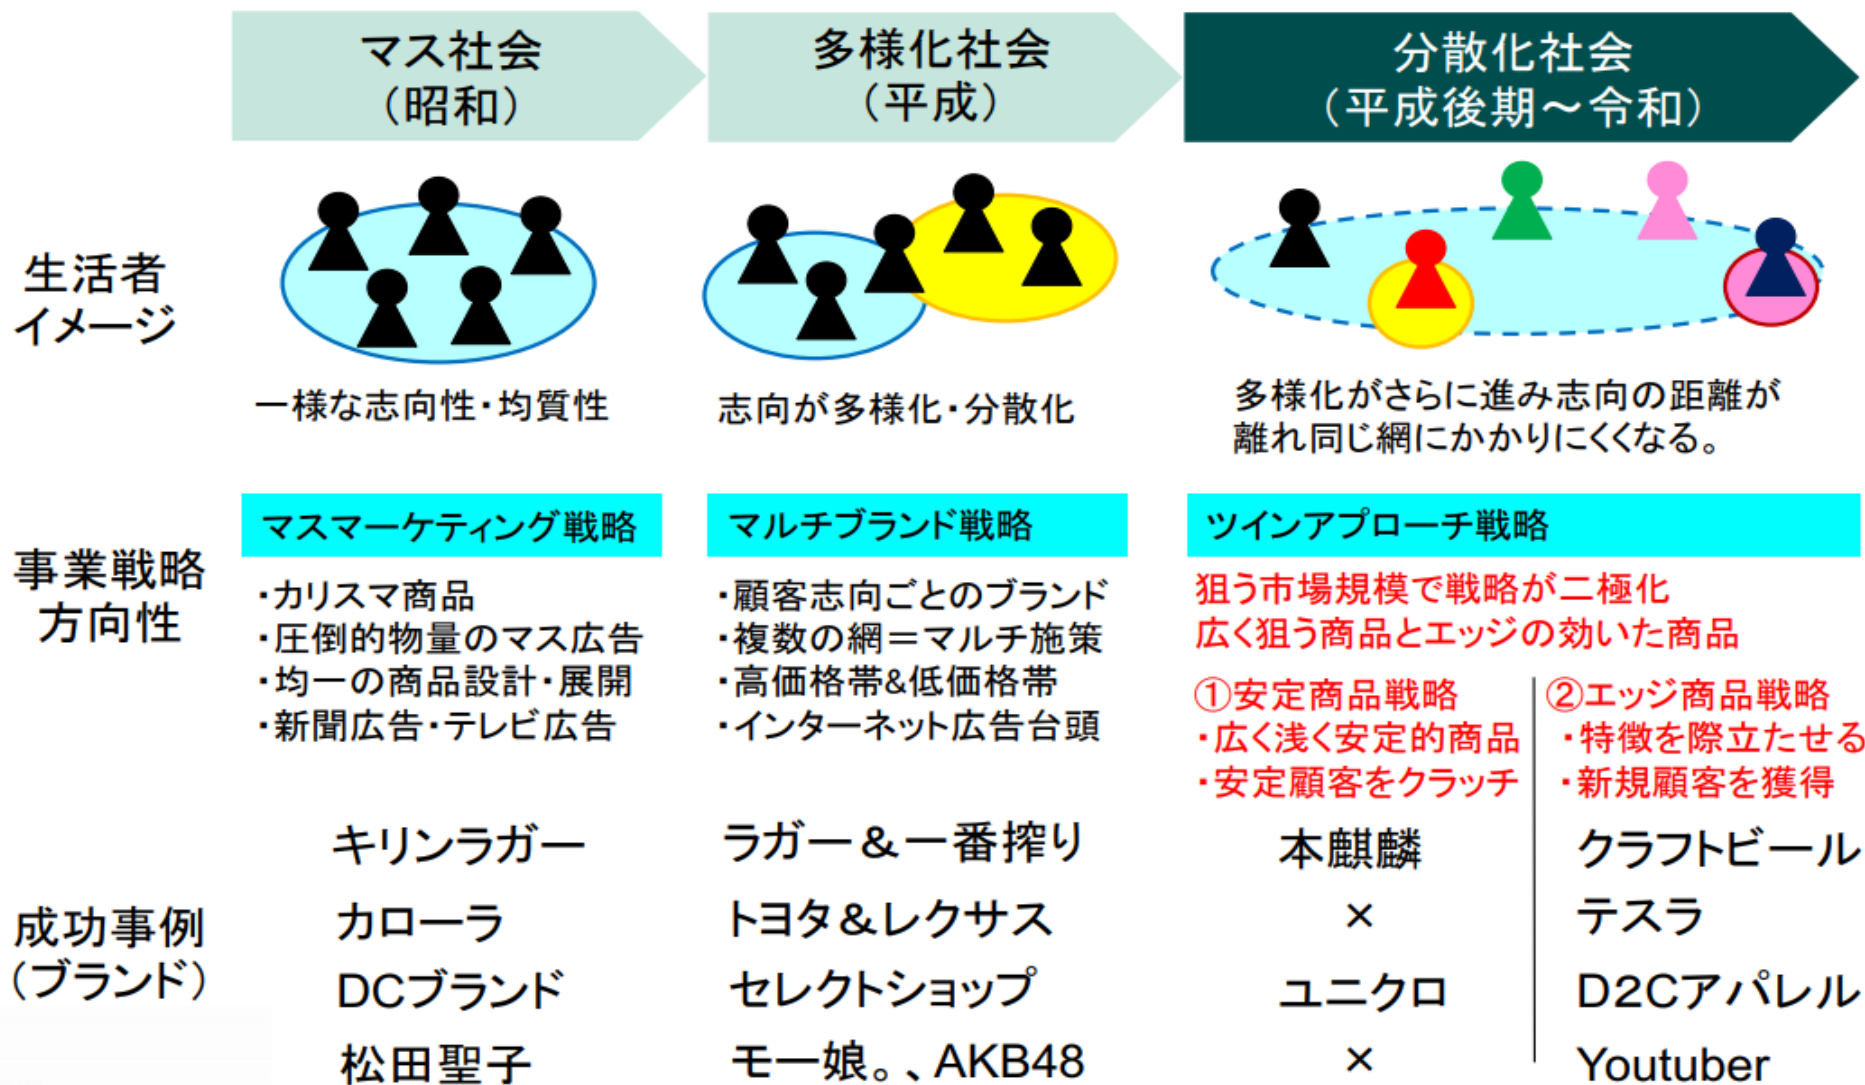 マス社会
（昭和）
多様化社会
（平成）
分散化社会
（平成後期～令和）
生活者
イメージ
一様な志向性・均質性
志向が多様化・分散化
多様化がさらに進み志向の距離が
離れ同じ網にかかりにくくなる。
事業戦略
方向性
マスマーケティング戦略
・カリスマ商品
・圧倒的物量のマス広告
・均一の商品設計・展開
・新聞広告・テレビ広告
マルチブランド戦略
・顧客志向ごとのブランド
・複数の網＝マルチ施策
・高価格帯&低価格帯
・インターネット広告台頭
ツインアプローチ戦略
狙う市場規模で戦略が二極化
広く狙う商品とエッジの効いた商品
①安定商品戦略
・広く浅く安定的商品
・安定顧客をクラッチ
②エッジ商品戦略
・特徴を際立たせる
・新規顧客を獲得
成功事例
（ブランド）
キリンラガー
ラガー＆一番搾り
本麒麟
クラフトビール
カローラ
トヨタ＆レクサス
×
テスラ
DCブランド
セレクトショップ
ユニクロ
D2Cアパレル
松田聖子
モー娘。、AKB48
×
Youtuber